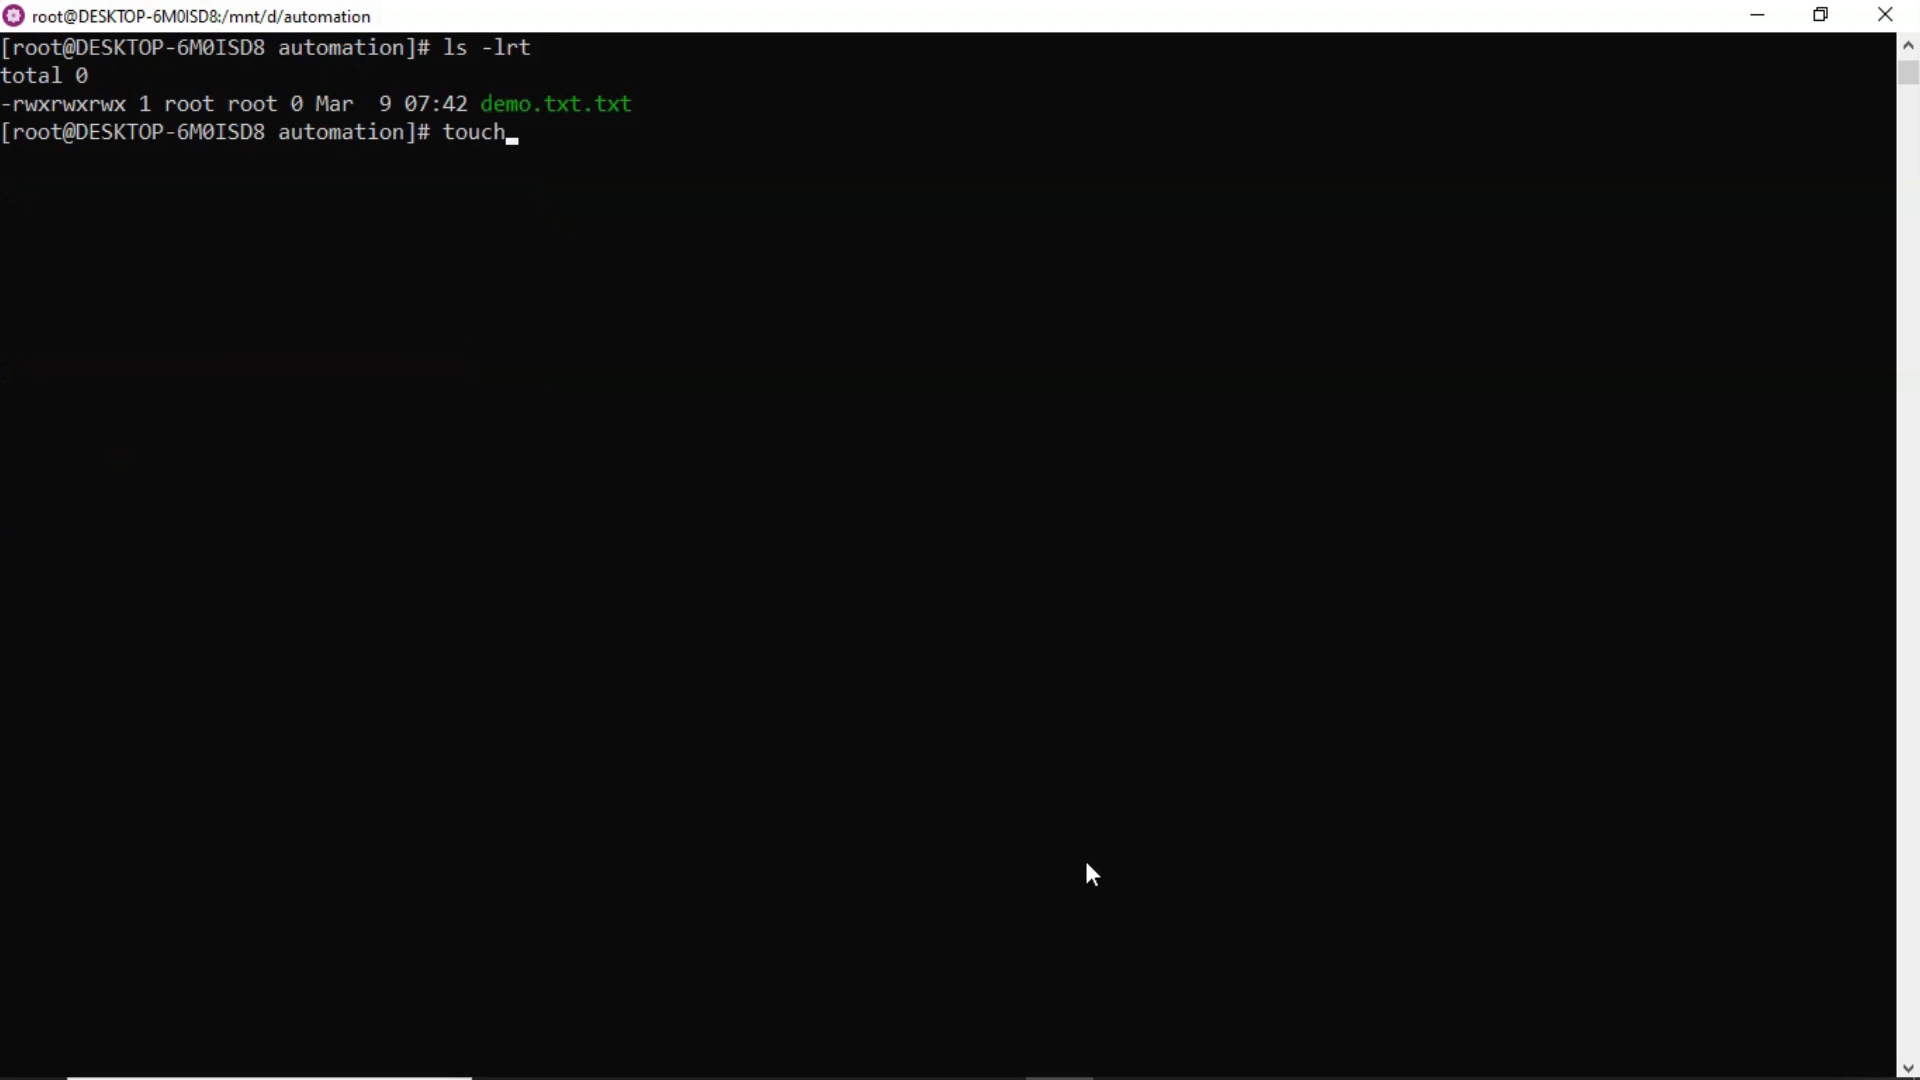 root@DESKTOP-6M0ISD8:/mnt/d/automation
[root@DESKTOP-6M0ISD8 automation]# ls -lrt
total 0
-rwxrwxrwx 1 root root 0 Mar  9 07:42 demo.txt.txt
[root@DESKTOP-6M0ISD8 automation]# touch